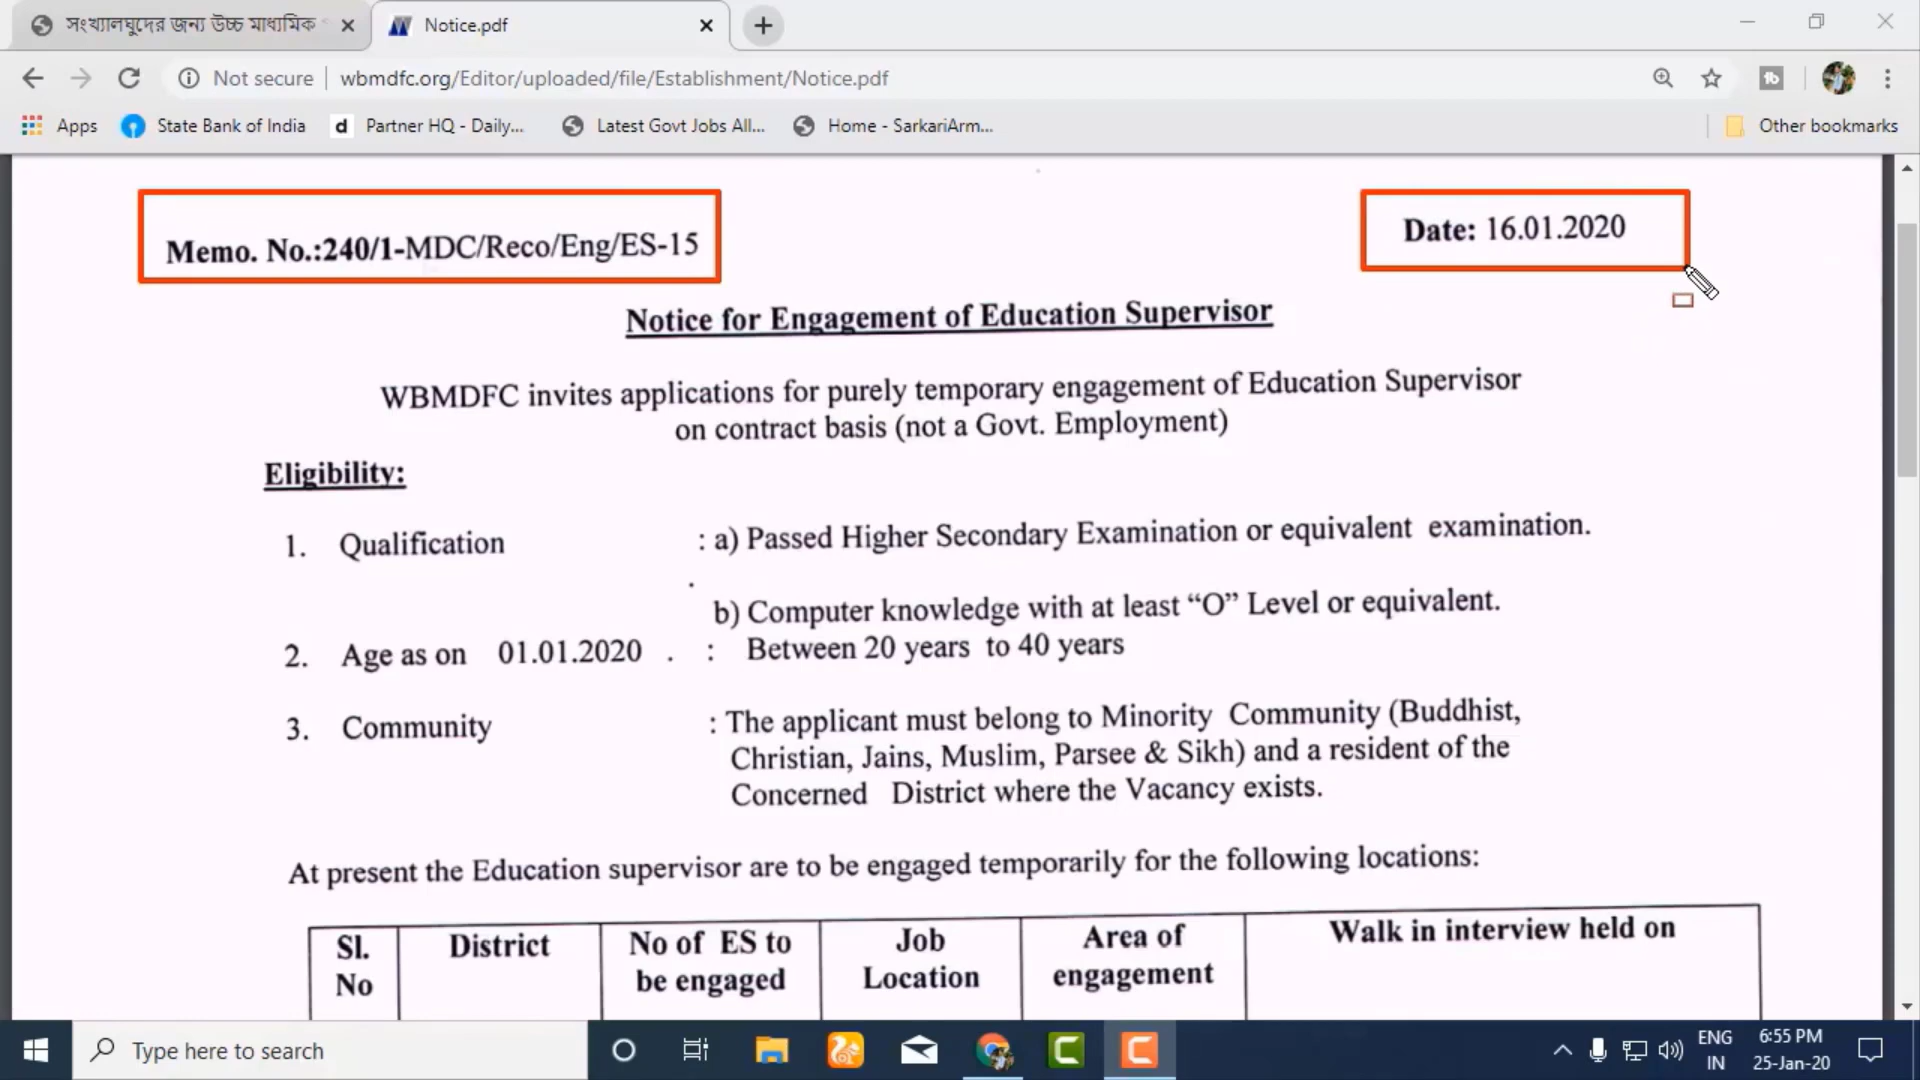 সংখ্যালঘুদের জন্য উচ্চ মাধ্যমিক
Notice.pdf
Not secure
wbmdfc.org/Editor/uploaded/file/Establishment/Notice.pdf
Apps
State Bank of India
Partner HQ - Daily...
Latest Govt Jobs All...
Home - SarkariArm...
Other bookmarks
Memo. No.:240/1-MDC/Reco/Eng/ES-15
Date: 16.01.2020
Notice for Engagement of Education Supervisor
WBMDFC invites applications for purely temporary engagement of Education Supervisor
on contract basis (not a Govt. Employment)
Eligibility:
1. Qualification : a) Passed Higher Secondary Examination or equivalent examination.
b) Computer knowledge with at least “O” Level or equivalent.
2. Age as on 01.01.2020 . : Between 20 years to 40 years
3. Community : The applicant must belong to Minority Community (Buddhist,
Christian, Jains, Muslim, Parsee & Sikh) and a resident of the
Concerned District where the Vacancy exists.
At present the Education supervisor are to be engaged temporarily for the following locations:
Sl. No
District
No of ES to be engaged
Job Location
Area of engagement
Walk in interview held on
Type here to search
ENG
IN
6:55 PM
25-Jan-20